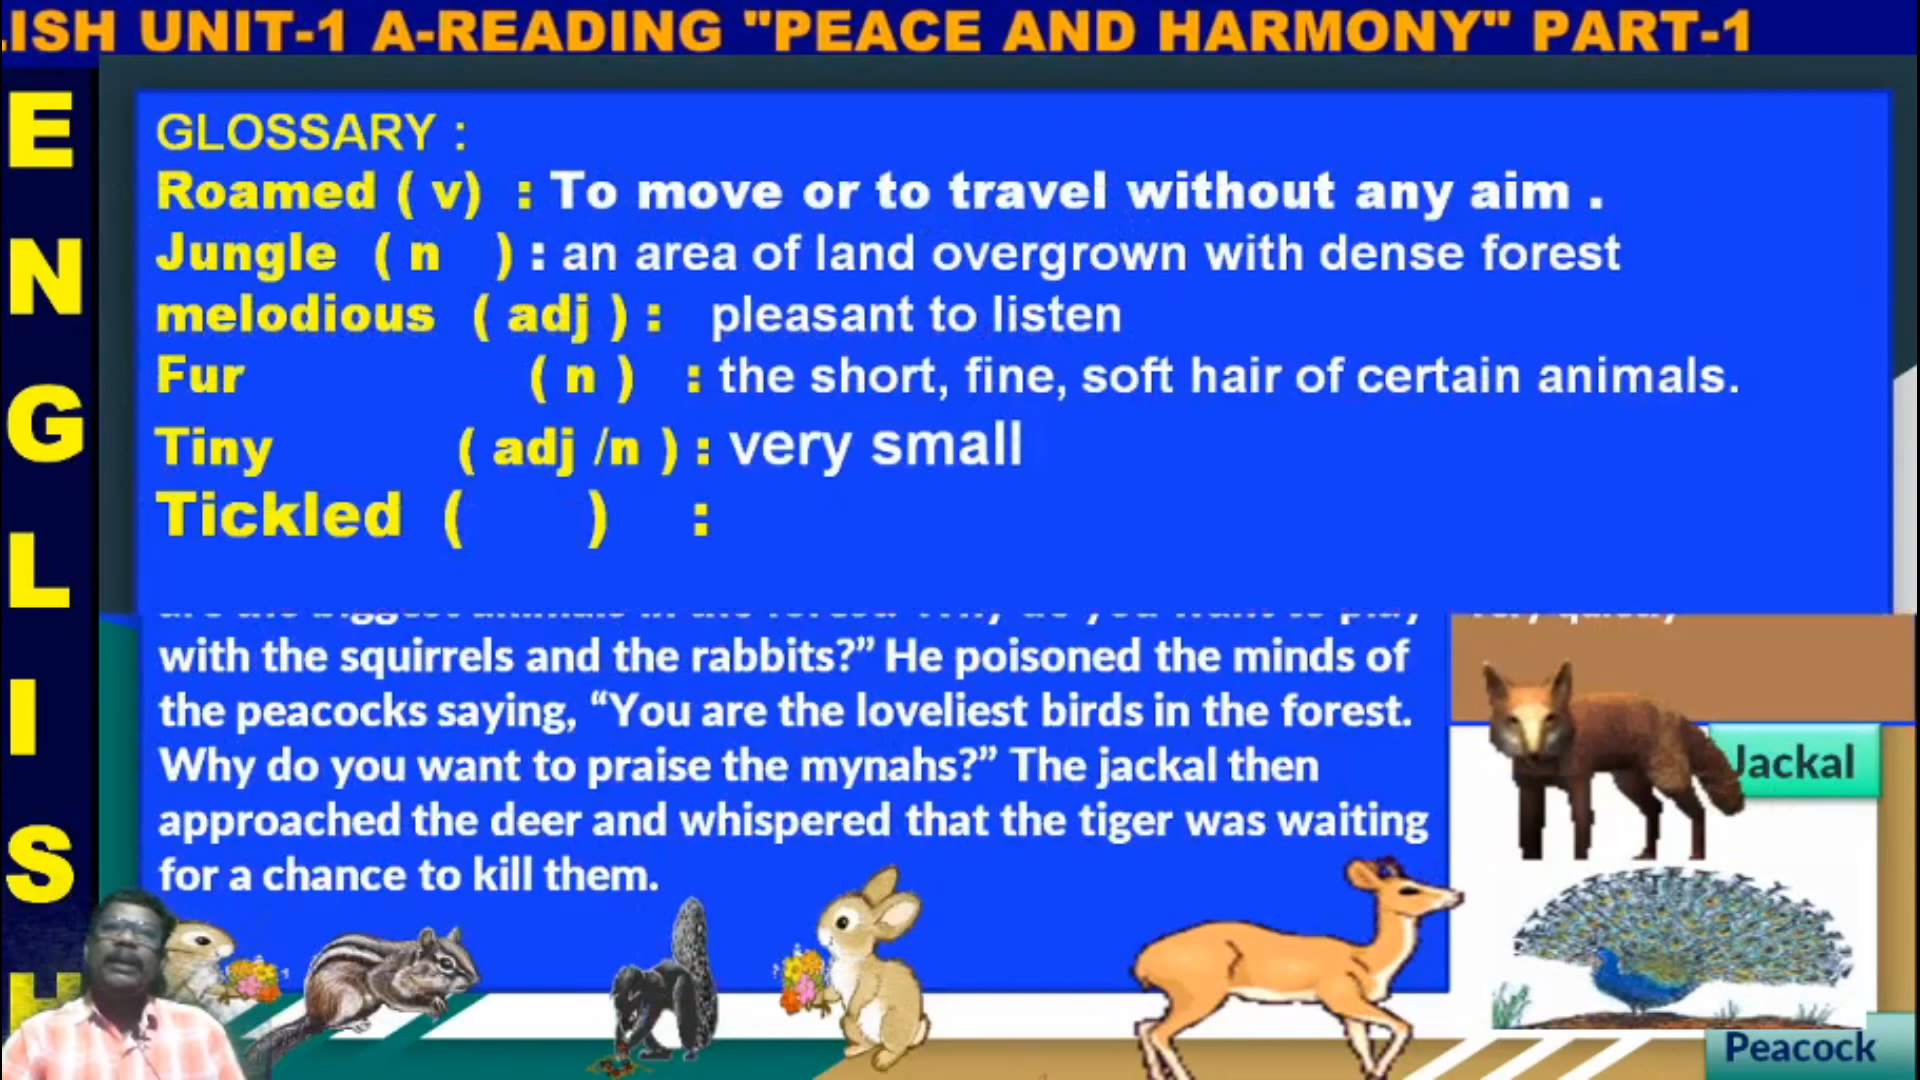 LISH UNIT-1 A-READING "PEACE AND HARMONY" PART-1
ENGLISH
GLOSSARY :
Roamed ( v) : To move or to travel without any aim .
Jungle ( n ) : an area of land overgrown with dense forest
melodious ( adj ) : pleasant to listen
Fur ( n ) : the short, fine, soft hair of certain animals.
Tiny ( adj /n ) : very small
Tickled ( ) :
with the squirrels and the rabbits?” He poisoned the minds of
the peacocks saying, “You are the loveliest birds in the forest.
Why do you want to praise the mynahs?” The jackal then
approached the deer and whispered that the tiger was waiting
for a chance to kill them.
Jackal
Peacock